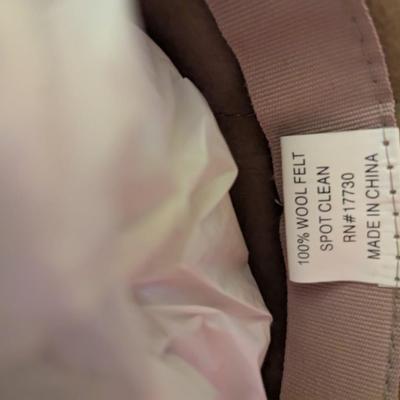 100% WOOL FELT
SPOT CLEAN
RN#17730
MADE IN CHINA